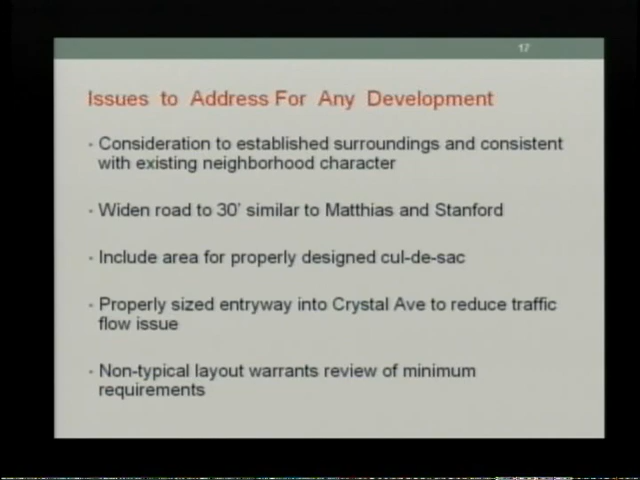 17
Issues to Address For Any Development
- Consideration to established surroundings and consistent
with existing neighborhood character
- Widen road to 30' similar to Matthias and Stanford
- Include area for properly designed cul-de-sac
- Properly sized entryway into Crystal Ave to reduce traffic
flow issue
- Non-typical layout warrants review of minimum
requirements